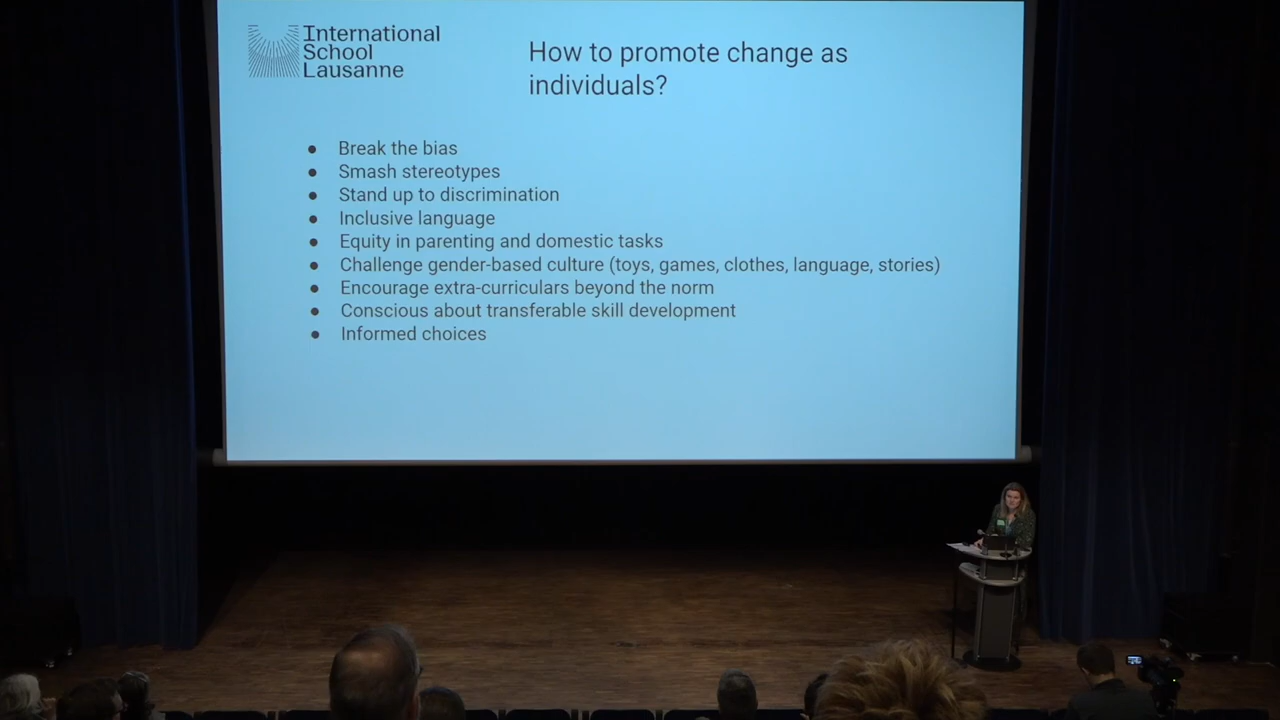 International
School
Lausanne
How to promote change as
individuals?
● Break the bias
● Smash stereotypes
● Stand up to discrimination
● Inclusive language
● Equity in parenting and domestic tasks
● Challenge gender-based culture (toys, games, clothes, language, stories)
● Encourage extra-curriculars beyond the norm
● Conscious about transferable skill development
● Informed choices